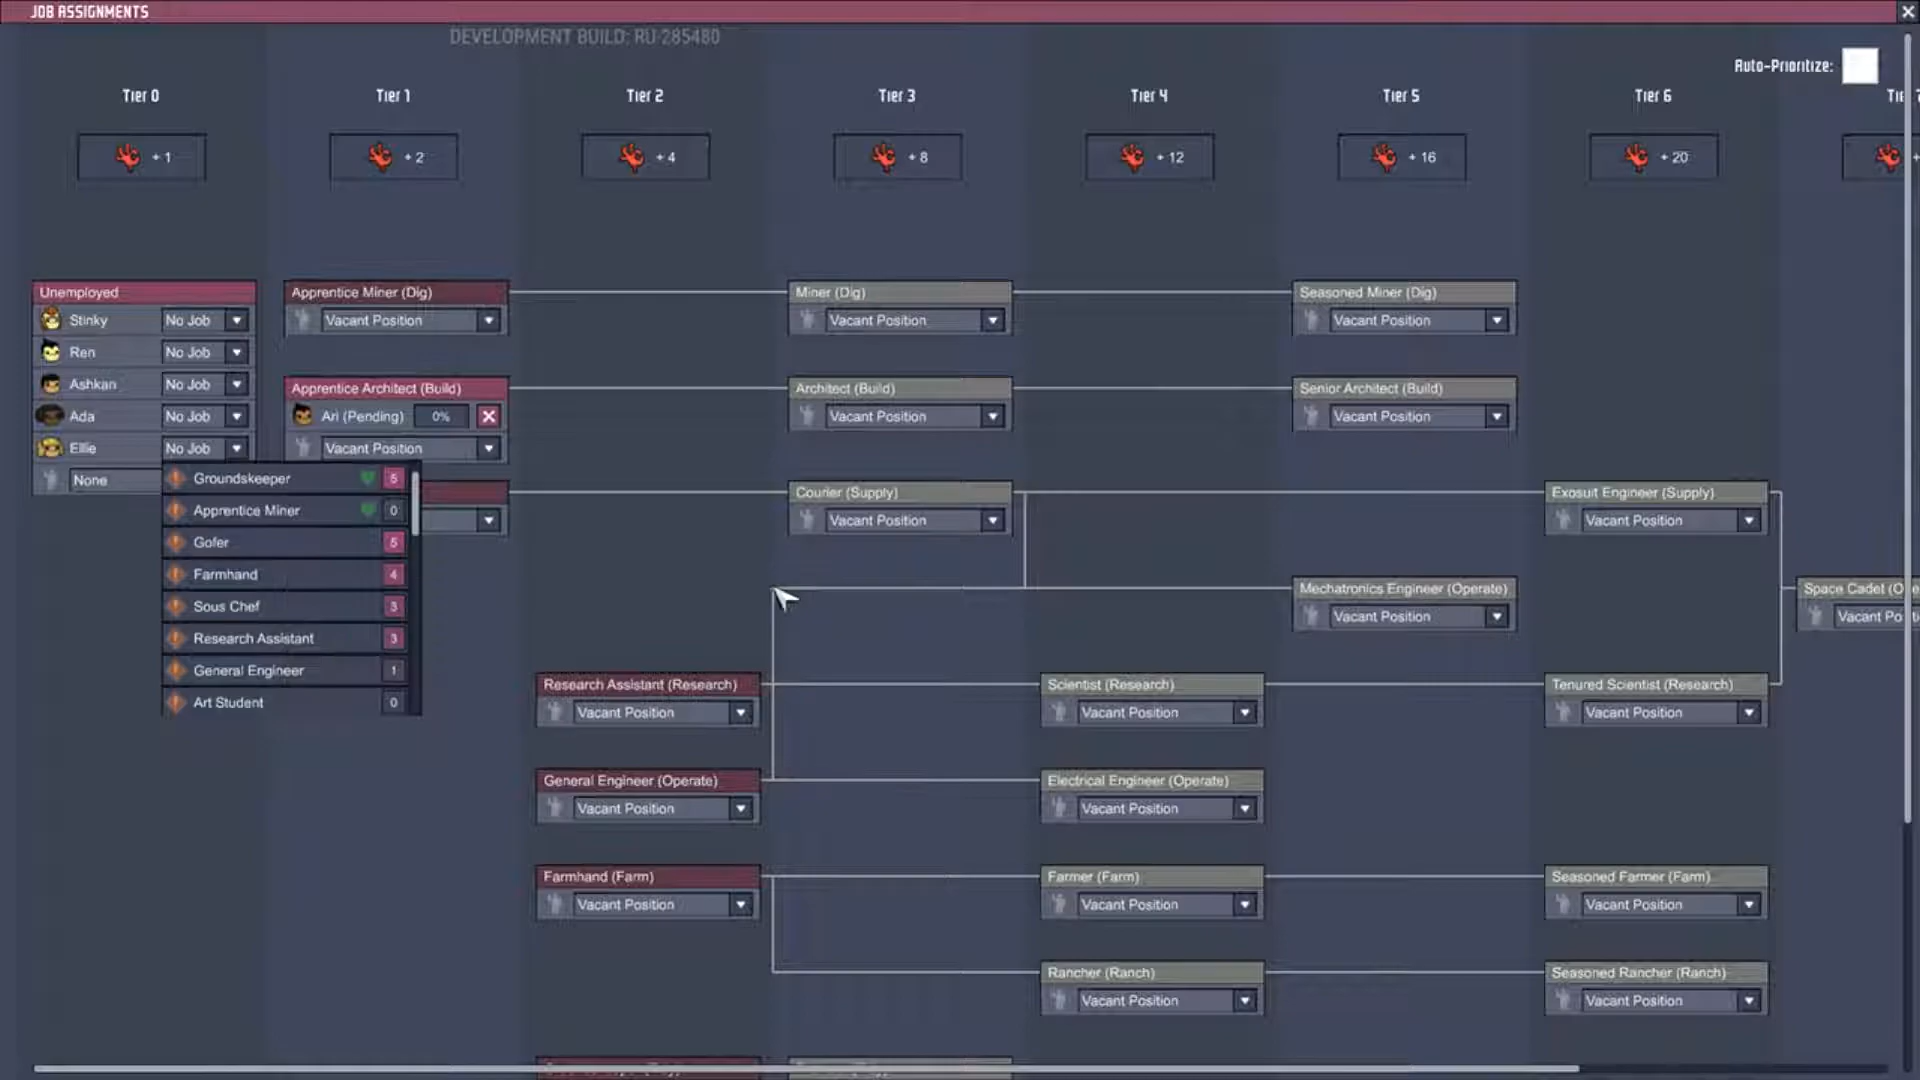 JOB ASSIGNMENTS
DEVELOPMENT BUILD: RU-285480
Auto-Prioritize:
Tier 0 Tier 1 Tier 2 Tier 3 Tier 4 Tier 5 Tier 6
+ 1 + 2 + 4 + 8 + 12 + 16 + 20
Unemployed
Stinky No Job
Ren No Job
Ashkan No Job
Ada No Job
Ellie No Job
None
Groundskeeper 5
Apprentice Miner 0
Gofer 5
Farmhand 4
Sous Chef 3
Research Assistant 3
General Engineer 1
Art Student 0
Apprentice Miner (Dig)
Vacant Position
Apprentice Architect (Build)
Ari (Pending) 0%
Vacant Position
Research Assistant (Research)
Vacant Position
General Engineer (Operate)
Vacant Position
Farmhand (Farm)
Vacant Position
Miner (Dig)
Vacant Position
Architect (Build)
Vacant Position
Courier (Supply)
Vacant Position
Scientist (Research)
Vacant Position
Electrical Engineer (Operate)
Vacant Position
Farmer (Farm)
Vacant Position
Rancher (Ranch)
Vacant Position
Seasoned Miner (Dig)
Vacant Position
Senior Architect (Build)
Vacant Position
Mechatronics Engineer (Operate)
Vacant Position
Exosuit Engineer (Supply)
Vacant Position
Tenured Scientist (Research)
Vacant Position
Seasoned Farmer (Farm)
Vacant Position
Seasoned Rancher (Ranch)
Vacant Position
Space Cadet
Vacant